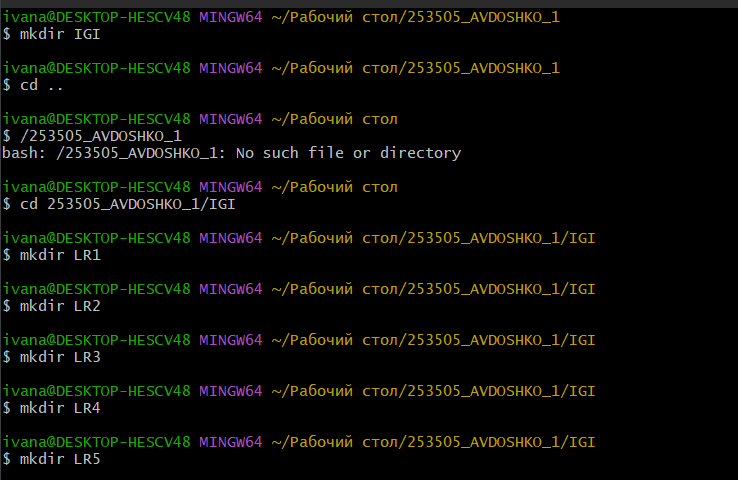 ivana@DESKTOP-HESCV48 MINGW64 ~/Рабочий стол/253505_AVDOSHKO_1
$ mkdir IGI
ivana@DESKTOP-HESCV48 MINGW64 ~/Рабочий стол/253505_AVDOSHKO_1
$ cd ..
ivana@DESKTOP-HESCV48 MINGW64 ~/Рабочий стол
$ /253505_AVDOSHKO_1
bash: /253505_AVDOSHKO_1: No such file or directory
ivana@DESKTOP-HESCV48 MINGW64 ~/Рабочий стол
$ cd 253505_AVDOSHKO_1/IGI
ivana@DESKTOP-HESCV48 MINGW64 ~/Рабочий стол/253505_AVDOSHKO_1/IGI
$ mkdir LR1
ivana@DESKTOP-HESCV48 MINGW64 ~/Рабочий стол/253505_AVDOSHKO_1/IGI
$ mkdir LR2
ivana@DESKTOP-HESCV48 MINGW64 ~/Рабочий стол/253505_AVDOSHKO_1/IGI
$ mkdir LR3
ivana@DESKTOP-HESCV48 MINGW64 ~/Рабочий стол/253505_AVDOSHKO_1/IGI
$ mkdir LR4
ivana@DESKTOP-HESCV48 MINGW64 ~/Рабочий стол/253505_AVDOSHKO_1/IGI
$ mkdir LR5